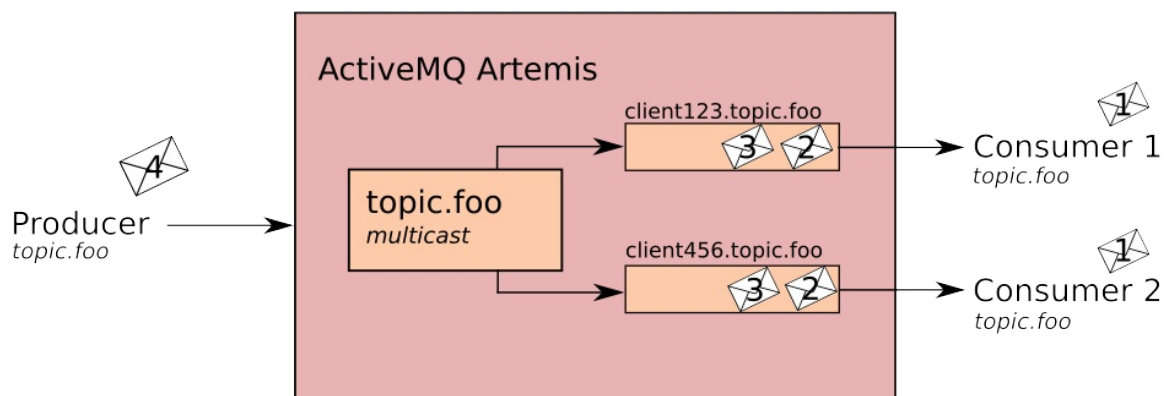 ActiveMQ Artemis
4
Producer
topic.foo
topic.foo
multicast
client123.topic.foo
3 2
client456.topic.foo
3 2
1
Consumer 1
topic.foo
1
Consumer 2
topic.foo